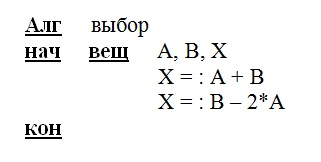 Алг выбор
нач вещ А, В, Х
Х = : А + В
Х = : В – 2*А
кон